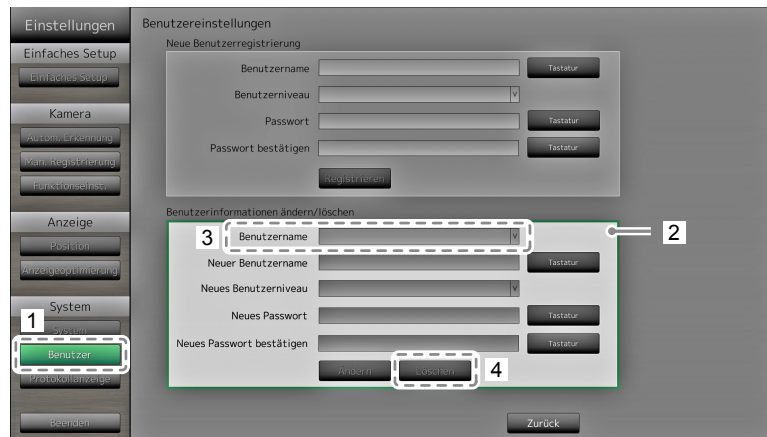 Einstellungen
Einfaches Setup
Einfaches Setup
Kamera
Autom. Erkennung
Man. Registrierung
Funktionseinst.
Anzeige
Position
Anzeigeoptimierung
System
1
System
Benutzer
Protokollanzeige
Beenden
Benutzereinstellungen
Neue Benutzerregistrierung
Benutzername Tastatur
Benutzerniveau
Passwort Tastatur
Passwort bestätigen Tastatur
Registrieren
Benutzerinformationen ändern/löschen
2
3 Benutzername
Neuer Benutzername Tastatur
Neues Benutzerniveau
Neues Passwort Tastatur
Neues Passwort bestätigen Tastatur
Ändern Löschen 4
Zurück